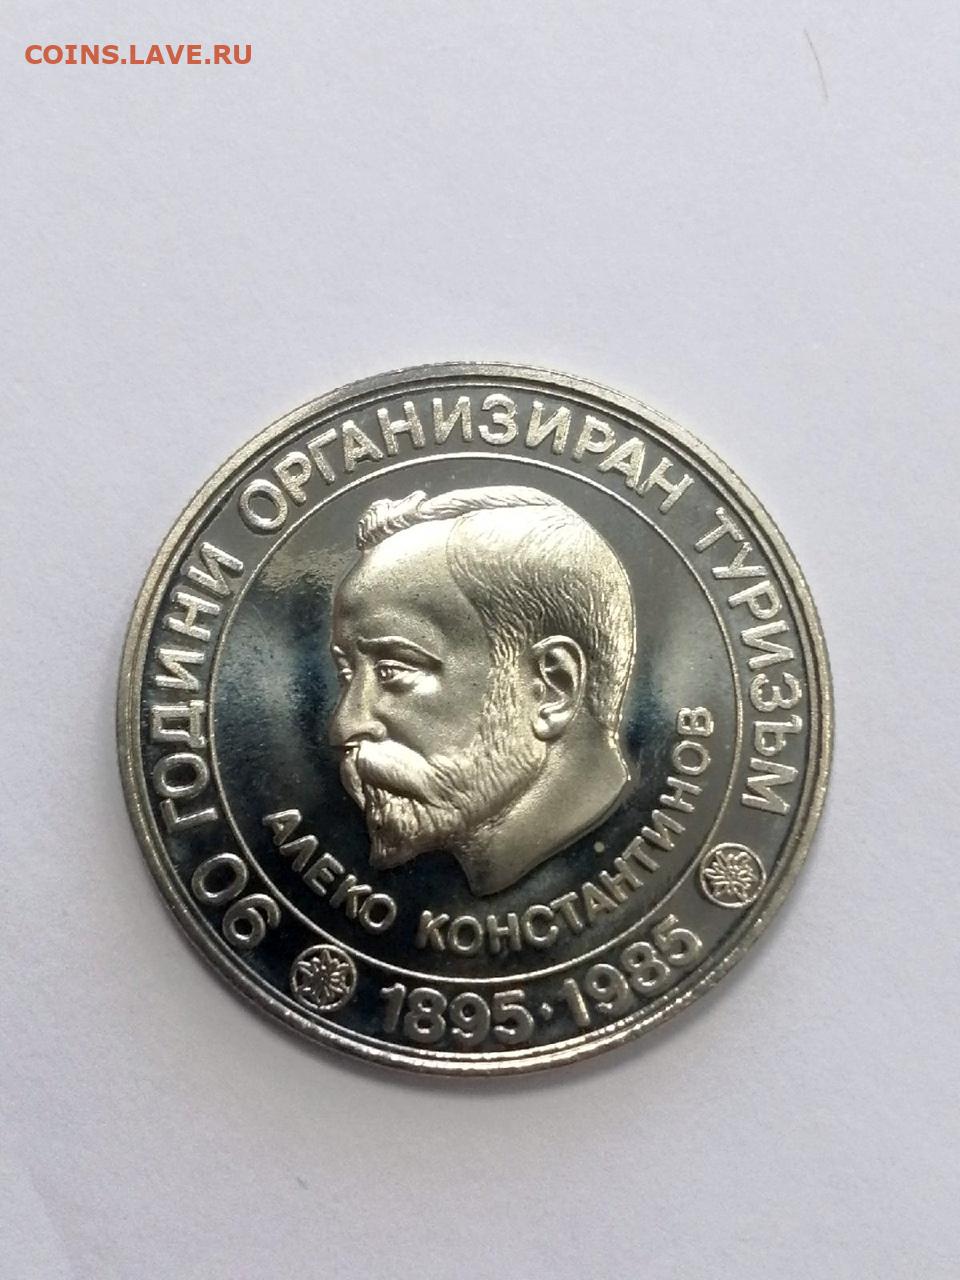 COINS.LAVE.RU
90 ГОДИНИ ОРГАНИЗИРАН ТУРИЗЪМ
АЛЕКО КОНСТАНТИНОВ
1895·1985